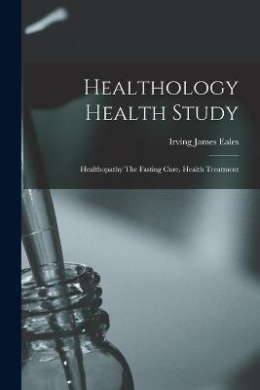 Healthology
Health Study
Irving James Eales
Healthopathy The Fasting Cure, Health Treatment